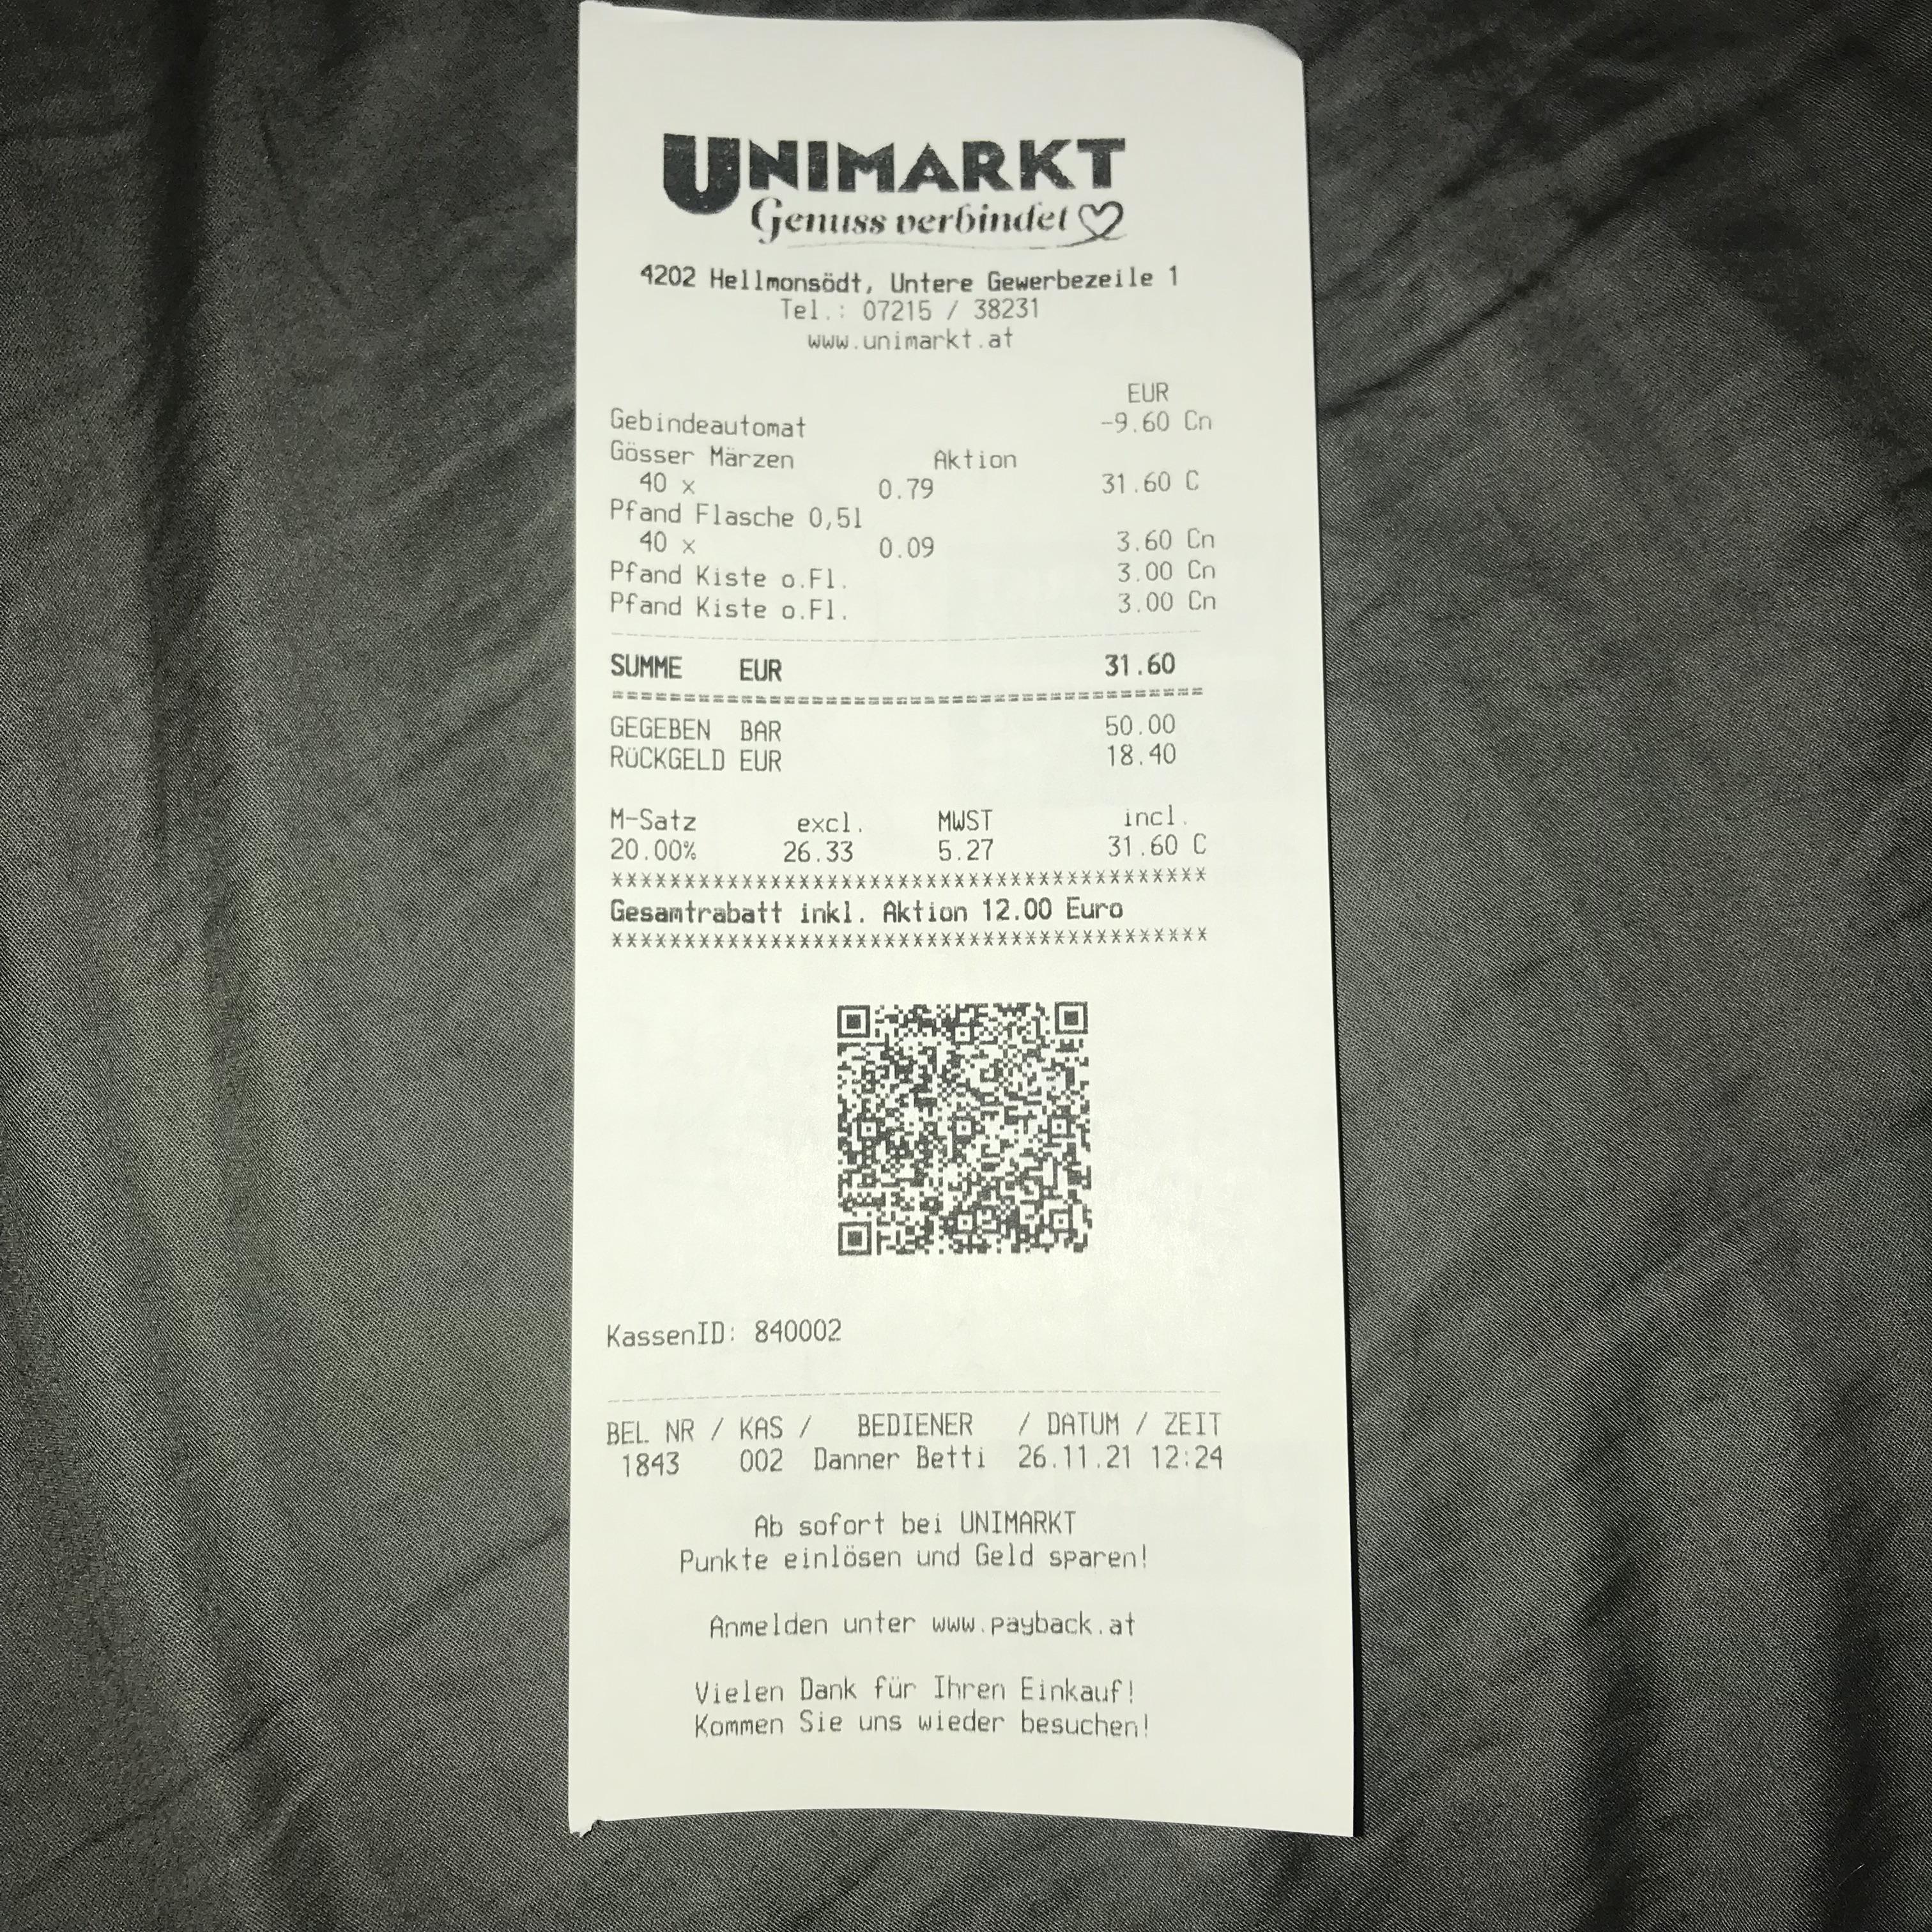 UNIMARKT
Genuss verbindet
4202 Hellmonsödt, Untere Gewerbezeile 1
Tel.: 07215 / 38231
www.unimarkt.at
EUR
Gebindeautomat -9.60 Cn
Gösser Märzen Aktion
40 x 0.79 31.60 C
Pfand Flasche 0,5l
40 x 0.09 3.60 Cn
Pfand Kiste o.Fl. 3.00 Cn
Pfand Kiste o.Fl. 3.00 Cn
SUMME EUR 31.60
GEGEBEN BAR 50.00
RÜCKGELD EUR 18.40
M-Satz excl. MWST incl.
20.00% 26.33 5.27 31.60 C
******************************************
Gesamtrabatt inkl. Aktion 12.00 Euro
******************************************
KassenID: 840002
BEL NR / KAS / BEDIENER / DATUM / ZEIT
1843 002 Danner Betti 26.11.21 12:24
Ab sofort bei UNIMARKT
Punkte einlösen und Geld sparen!
Anmelden unter www.payback.at
Vielen Dank für Ihren Einkauf!
Kommen Sie uns wieder besuchen!